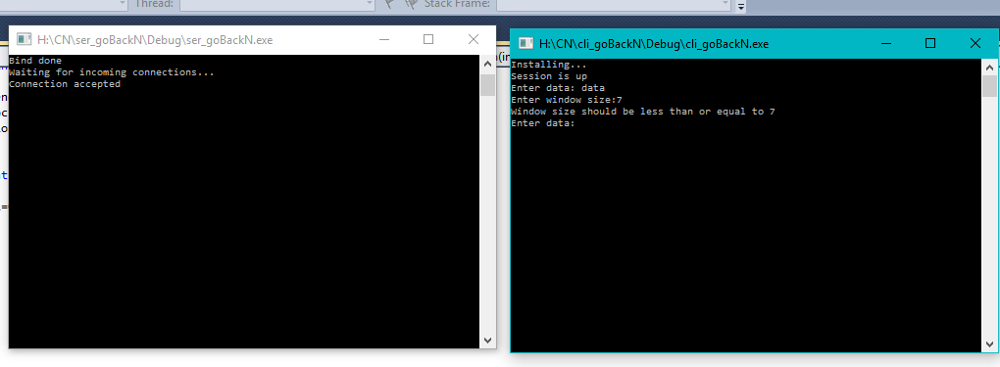 Thread:
Stack Frame:
H:\CN\ser_goBackN\Debug\ser_goBackN.exe
Bind done
Waiting for incoming connections...
Connection accepted
H:\CN\cli_goBackN\Debug\cli_goBackN.exe
Installing...
Session is up
Enter data: data
Enter window size:7
Window size should be less than or equal to 7
Enter data: